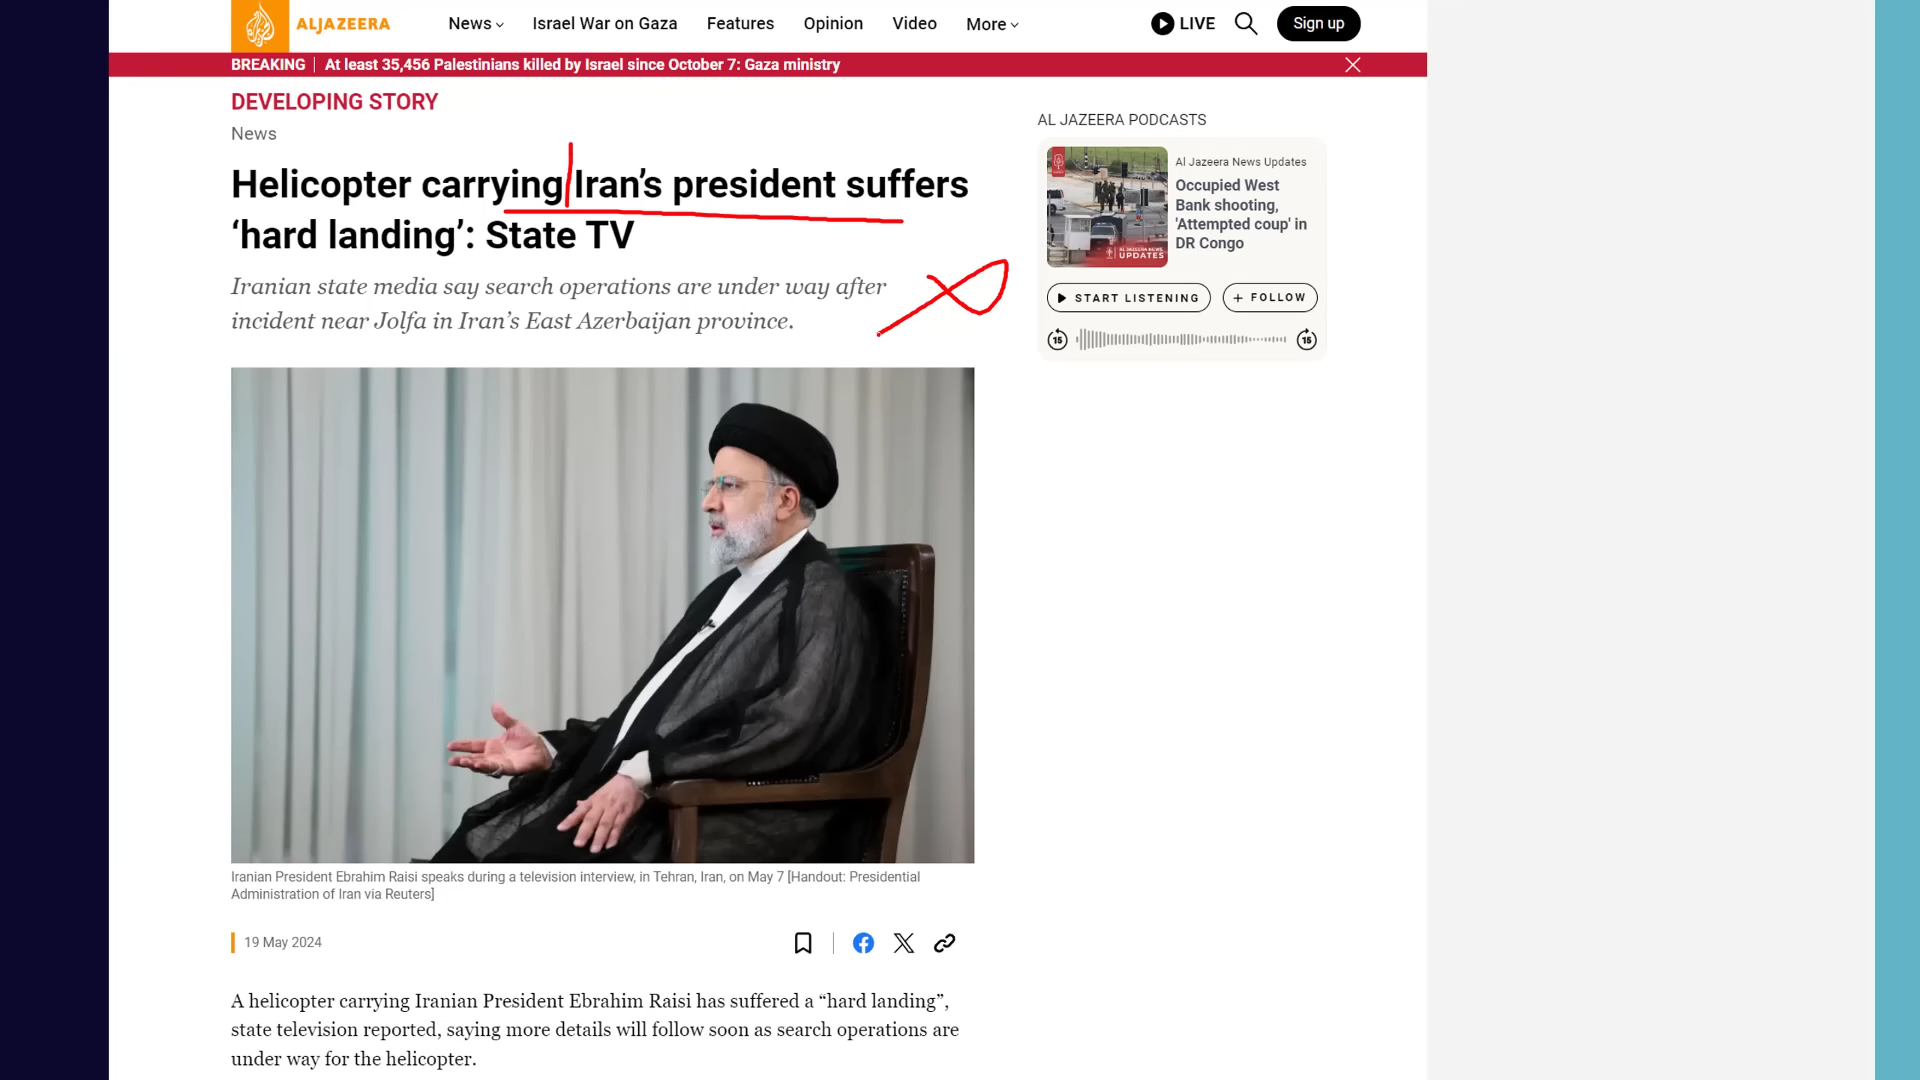 ALJAZEERA
News
Israel War on Gaza
Features
Opinion
Video
More
LIVE
Sign up
BREAKING
At least 35,456 Palestinians killed by Israel since October 7: Gaza ministry
DEVELOPING STORY
News
Helicopter carrying Iran’s president suffers
‘hard landing’: State TV
Iranian state media say search operations are under way after
incident near Jolfa in Iran’s East Azerbaijan province.
Iranian President Ebrahim Raisi speaks during a television interview, in Tehran, Iran, on May 7 [Handout: Presidential
Administration of Iran via Reuters]
19 May 2024
A helicopter carrying Iranian President Ebrahim Raisi has suffered a “hard landing”,
state television reported, saying more details will follow soon as search operations are
under way for the helicopter.
AL JAZEERA PODCASTS
AL JAZEERA NEWS
UPDATES
Al Jazeera News Updates
Occupied West
Bank shooting,
'Attempted coup' in
DR Congo
START LISTENING
+ FOLLOW
15
15